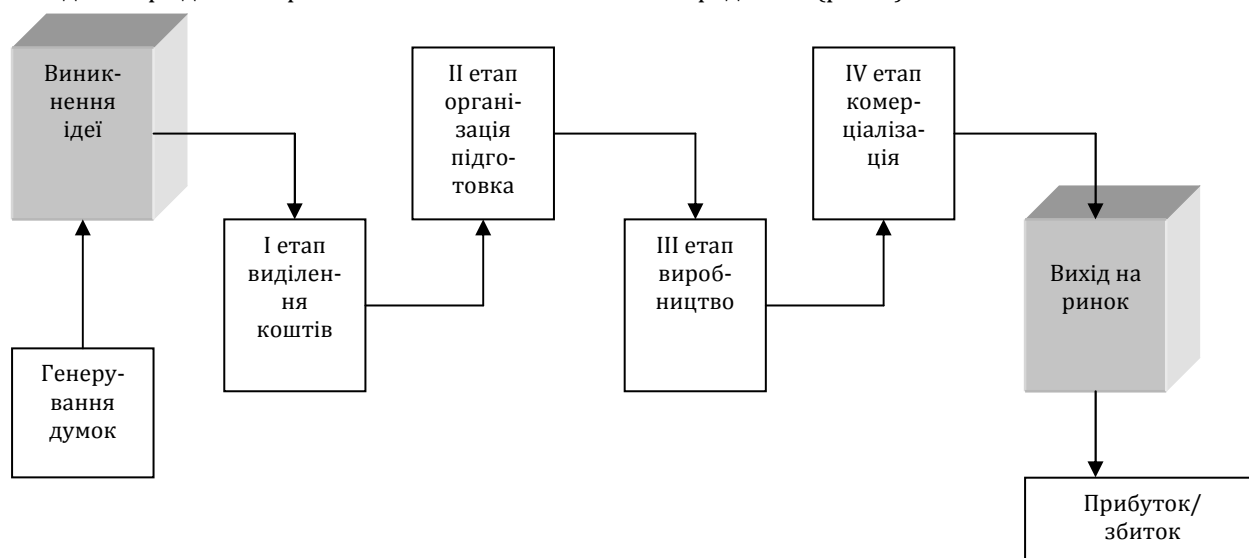 Виник-
нення
ідеї
Генеру-
вання
думок
I етап
виділен-
ня
коштів
II етап
органі-
зація
підго-
товка
III етап
вироб-
ництво
IV етап
комер-
ціаліза-
ція
Вихід на
ринок
Прибуток/
збиток